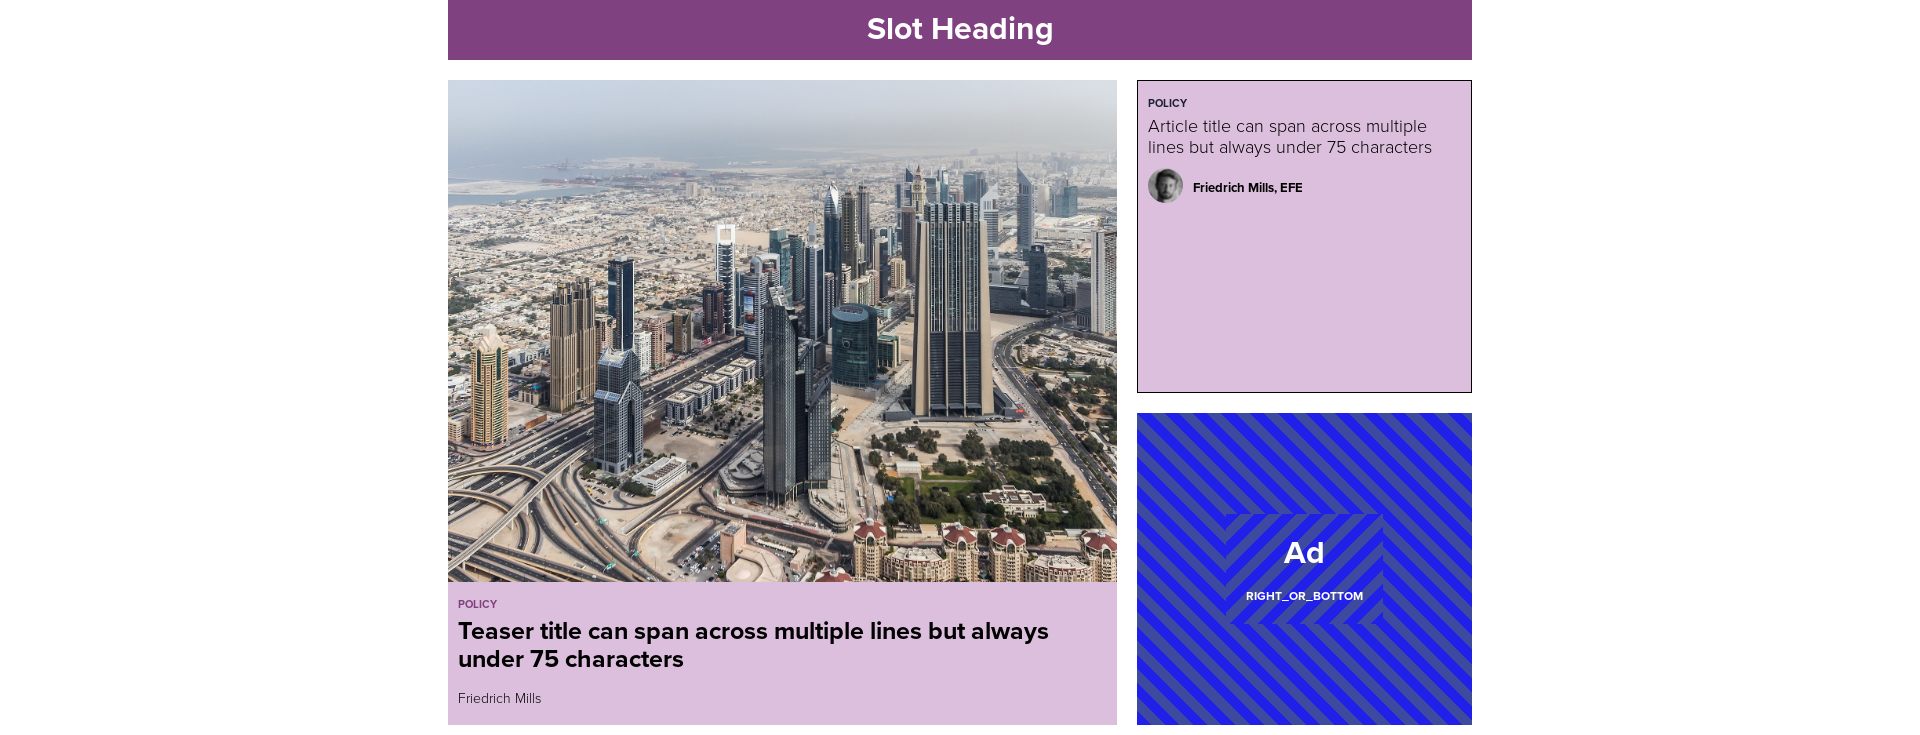 Slot Heading
POLICY
Teaser title can span across multiple lines but always
under 75 characters
Friedrich Mills
POLICY
Article title can span across multiple
lines but always under 75 characters
Friedrich Mills, EFE
Ad
RIGHT_OR_BOTTOM